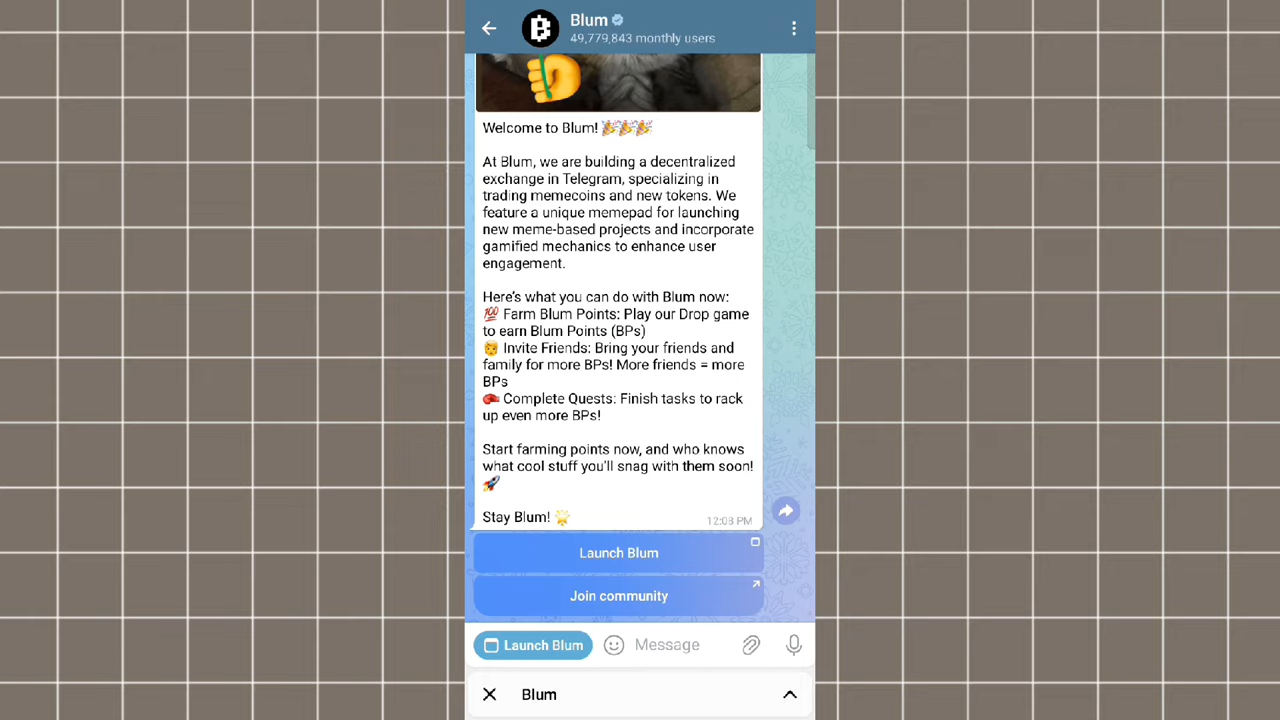 Blum
49,779,843 monthly users
Welcome to Blum! 🎉🎉🎉
At Blum, we are building a decentralized
exchange in Telegram, specializing in
trading memecoins and new tokens. We
feature a unique memepad for launching
new meme-based projects and incorporate
gamified mechanics to enhance user
engagement.
Here's what you can do with Blum now:
💯 Farm Blum Points: Play our Drop game
to earn Blum Points (BPs)
Invite Friends: Bring your friends and
family for more BPs! More friends = more
BPs
Complete Quests: Finish tasks to rack
up even more BPs!
Start farming points now, and who knows
what cool stuff you'll snag with them soon!
🚀
Stay Blum! 🌟
12:08 PM
Launch Blum
Join community
Launch Blum
Message
Blum